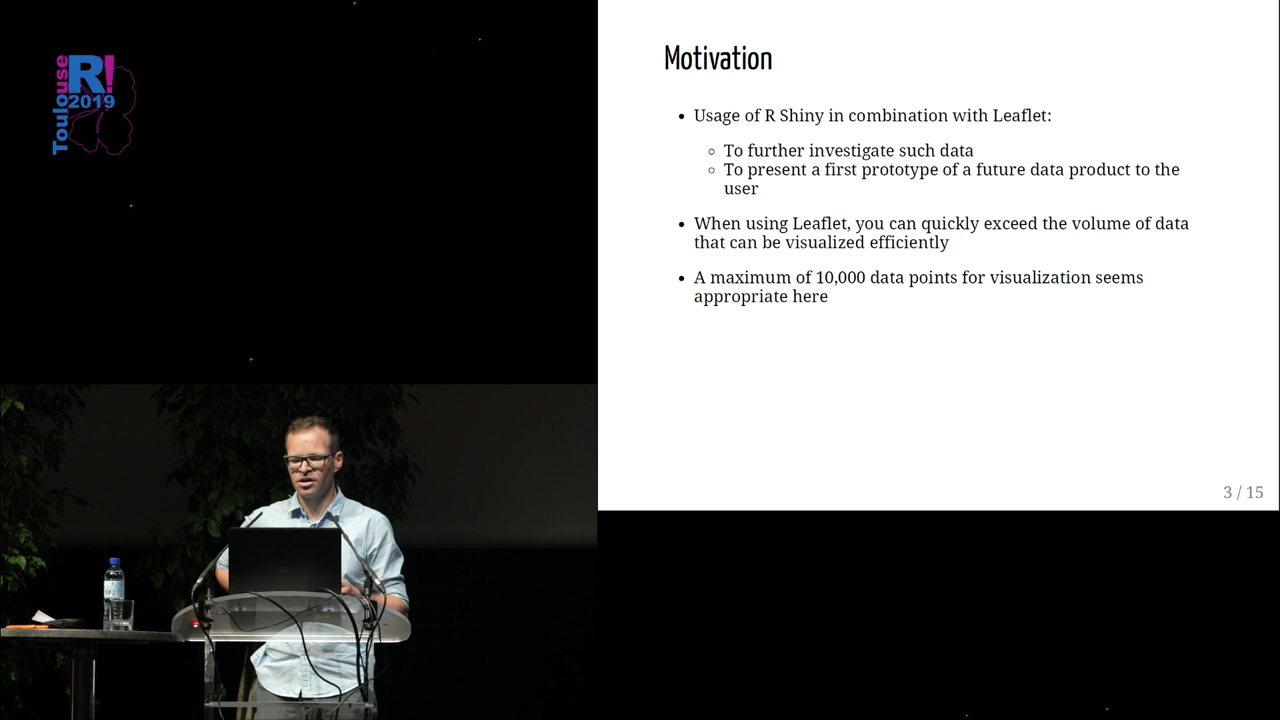 Toulouse
R!
2019
Motivation
• Usage of R Shiny in combination with Leaflet:
◦ To further investigate such data
◦ To present a first prototype of a future data product to the
user
• When using Leaflet, you can quickly exceed the volume of data
that can be visualized efficiently
• A maximum of 10,000 data points for visualization seems
appropriate here
3 / 15